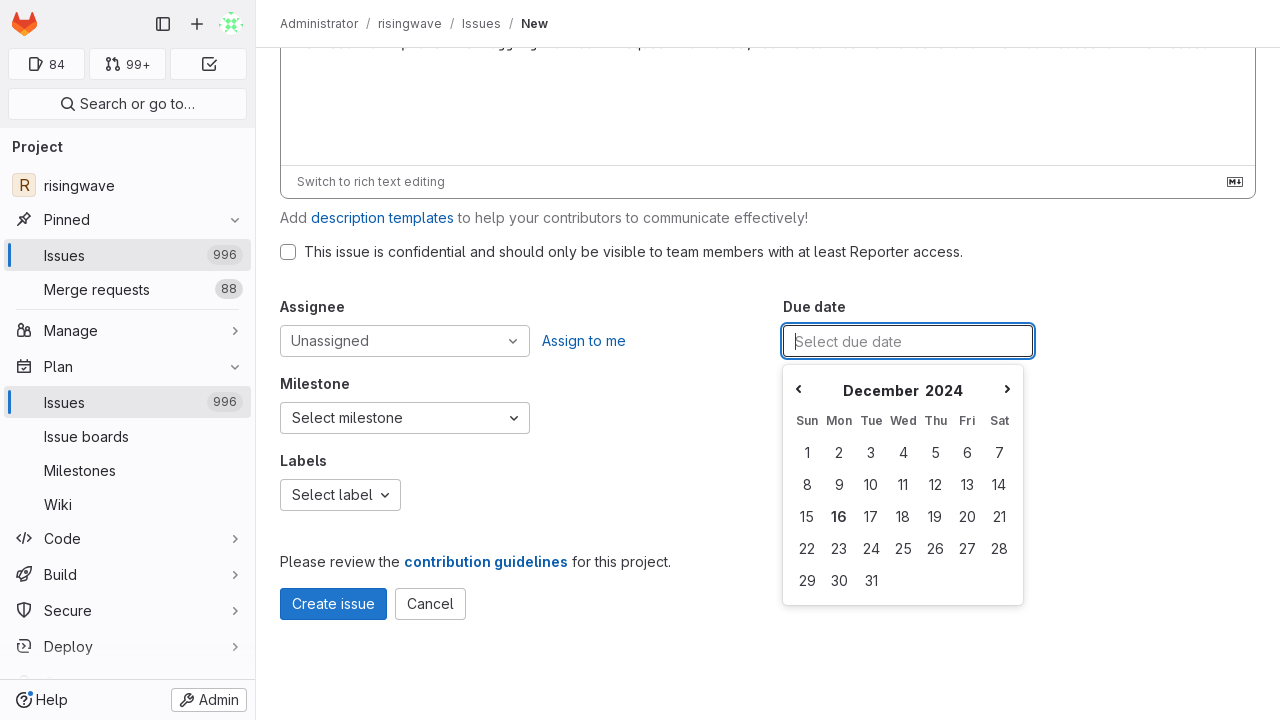 84
99+
Search or go to…
Project
R
risingwave
Pinned
Issues
996
Merge requests
88
Manage
Plan
Issues
996
Issue boards
Milestones
Wiki
Code
Build
Secure
Deploy
Help
Admin
Administrator / risingwave / Issues / New
Switch to rich text editing
Add description templates to help your contributors to communicate effectively!
This issue is confidential and should only be visible to team members with at least Reporter access.
Assignee
Unassigned
Assign to me
Milestone
Select milestone
Labels
Select label
Due date
Select due date
December 2024
Sun Mon Tue Wed Thu Fri Sat
1 2 3 4 5 6 7
8 9 10 11 12 13 14
15 16 17 18 19 20 21
22 23 24 25 26 27 28
29 30 31
Please review the contribution guidelines for this project.
Create issue
Cancel